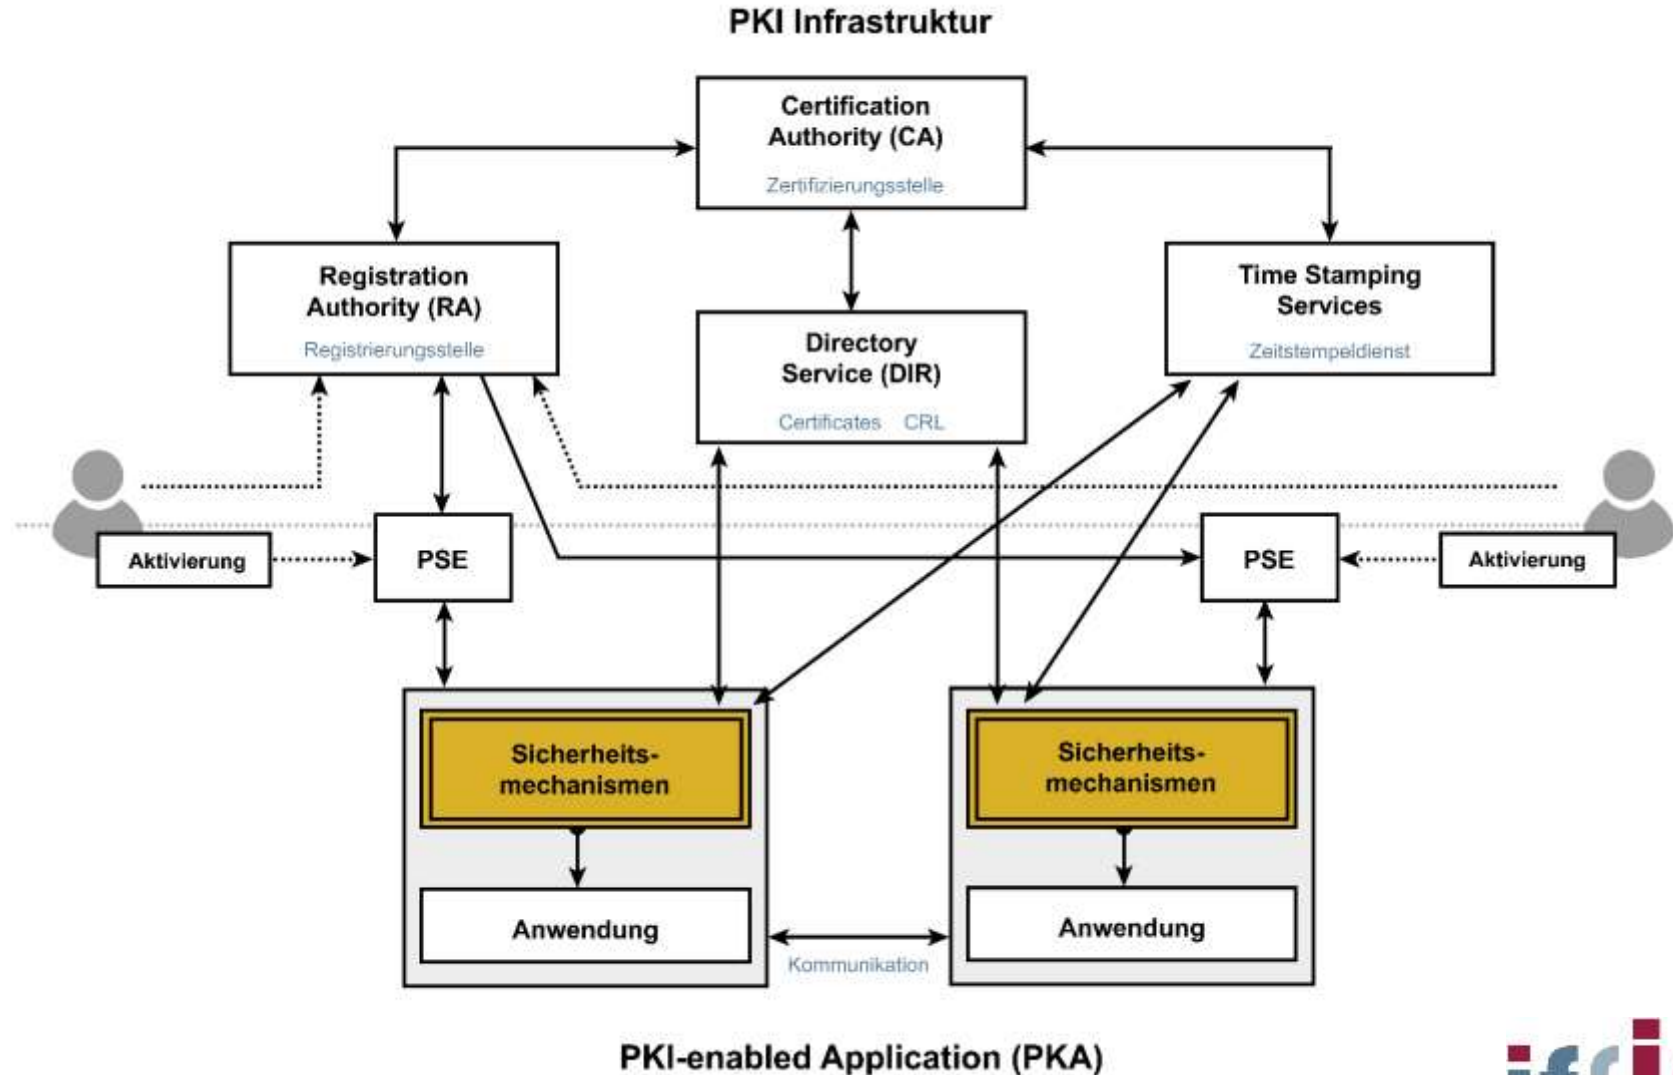 PKI Infrastruktur
Certification
Authority (CA)
Zertifizierungsstelle
Registration
Authority (RA)
Registrierungsstelle
Directory
Service (DIR)
Certificates CRL
Time Stamping
Services
Zeitstempeldienst
Aktivierung
PSE
PSE
Aktivierung
Sicherheits-
mechanismen
Anwendung
Sicherheits-
mechanismen
Anwendung
Kommunikation
PKI-enabled Application (PKA)